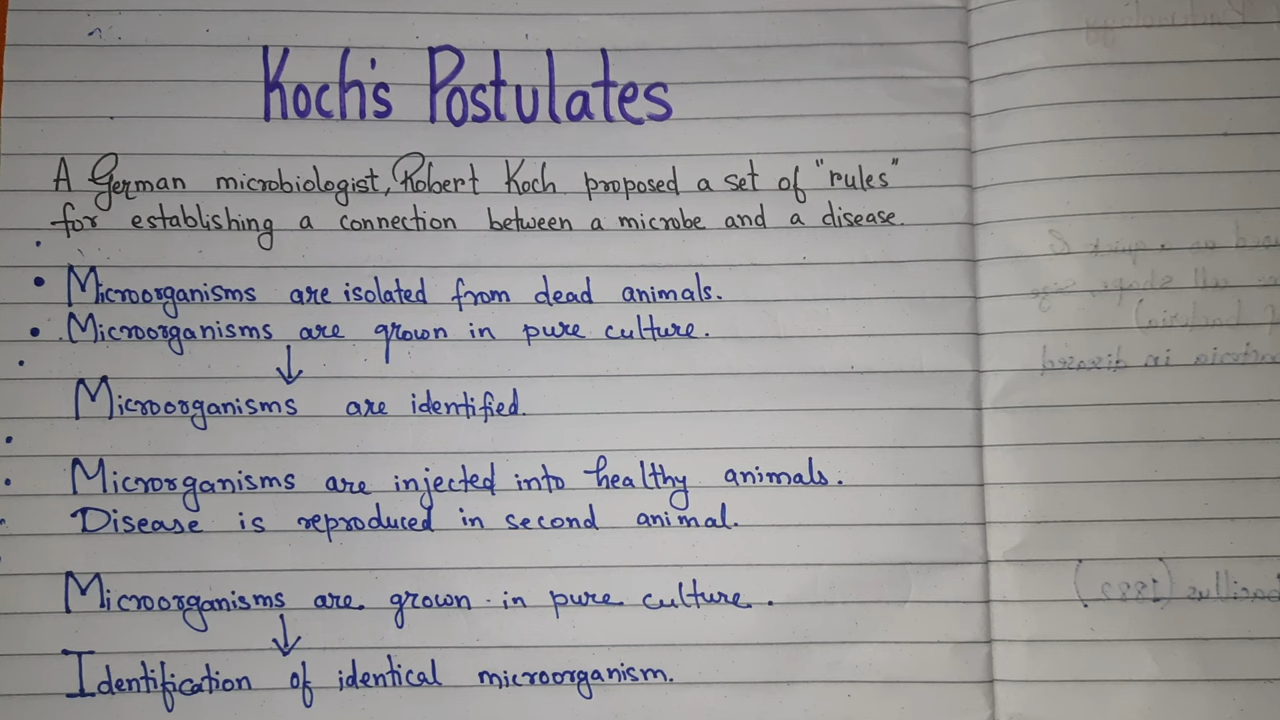 Koch's Postulates
A German microbiologist, Robert Koch proposed a set of "rules"
for establishing a connection between a microbe and a disease.
• Microorganisms are isolated from dead animals.
• Microorganisms are grown in pure culture.
↓
Microorganisms are identified.
Microorganisms are injected into healthy animals.
Disease is reproduced in second animal.
Microorganisms are grown in pure culture.
↓
Identification of identical microorganism.